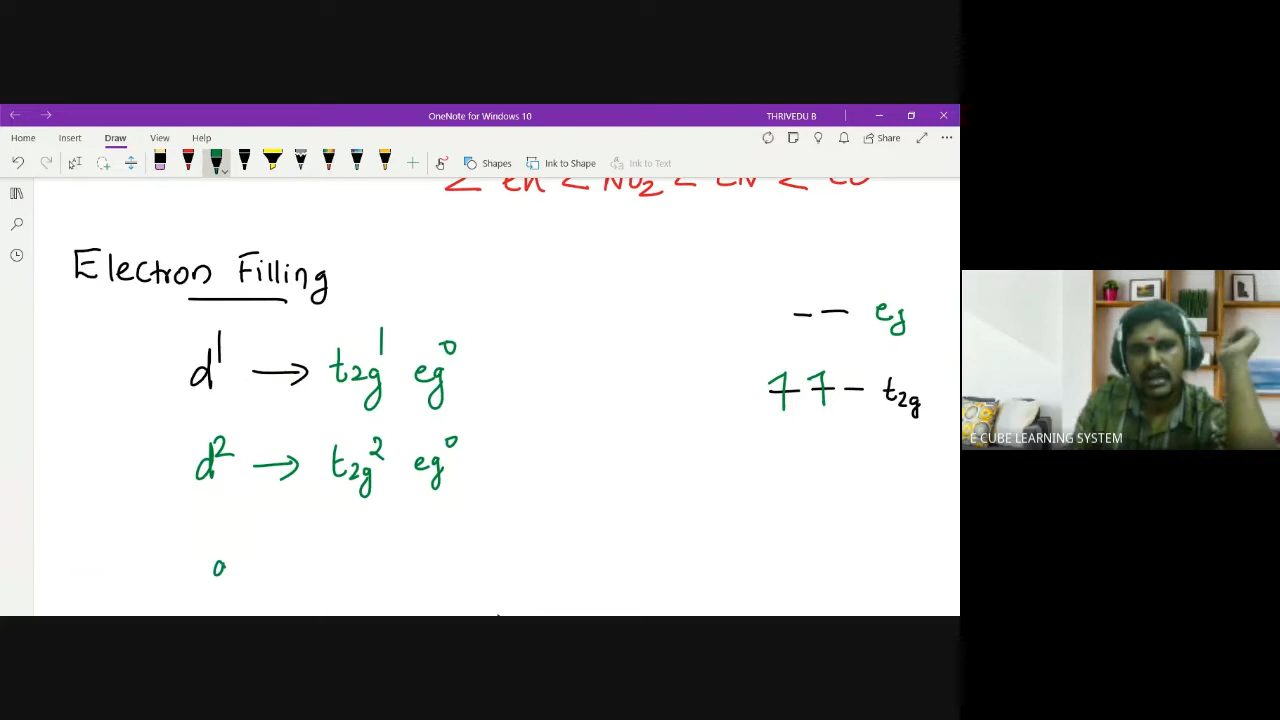 OneNote for Windows 10
THRIVEDU B
Home Insert Draw View Help
Share
Shapes Ink to Shape Ink to Text
< en < NO2 < CN < CO
Electron Filling
d1 → t2g1 eg0
d2 → t2g2 eg0
eg
t2g
E CUBE LEARNING SYSTEM